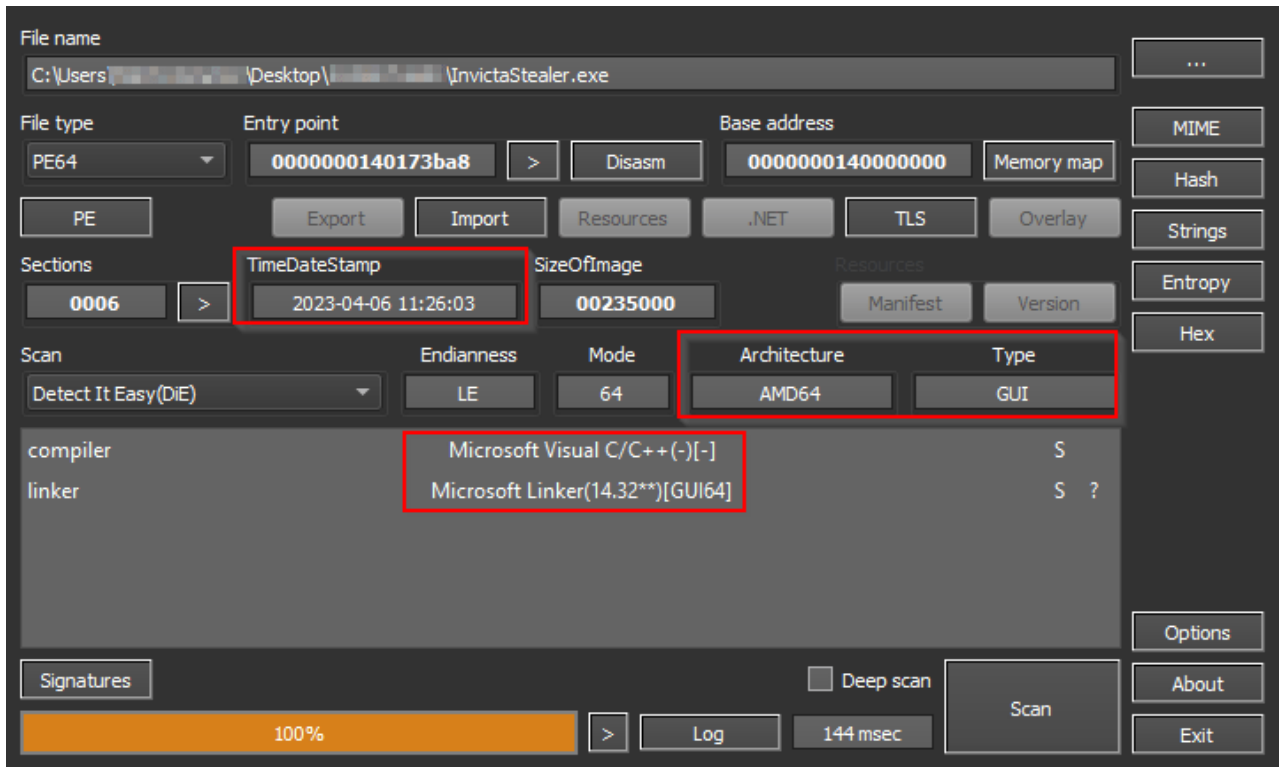 File name
C:\Users\ \Desktop\ \InvictaStealer.exe ...
File type Entry point Base address MIME
PE64 0000000140173ba8 > Disasm 0000000140000000 Memory map
Hash
PE Export Import Resources .NET TLS Overlay
Strings
Sections TimeDateStamp SizeOfImage Resources
Entropy
0006 > 2023-04-06 11:26:03 00235000 Manifest Version
Hex
Scan Endianness Mode Architecture Type
Detect It Easy(DiE) LE 64 AMD64 GUI
compiler Microsoft Visual C/C++(-)[-] S
linker Microsoft Linker(14.32**)[GUI64] S ?
Options
Signatures Deep scan Scan About
100% > Log 144 msec Exit